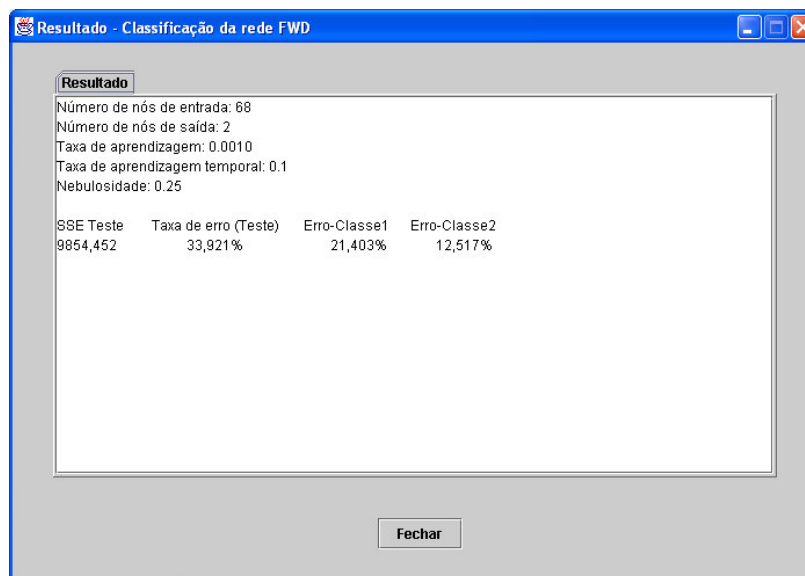 Resultado - Classificação da rede FWD
Resultado
Número de nós de entrada: 68
Número de nós de saída: 2
Taxa de aprendizagem: 0.0010
Taxa de aprendizagem temporal: 0.1
Nebulosidade: 0.25
SSE Teste Taxa de erro (Teste) Erro-Classe1 Erro-Classe2
9854,452 33,921% 21,403% 12,517%
Fechar